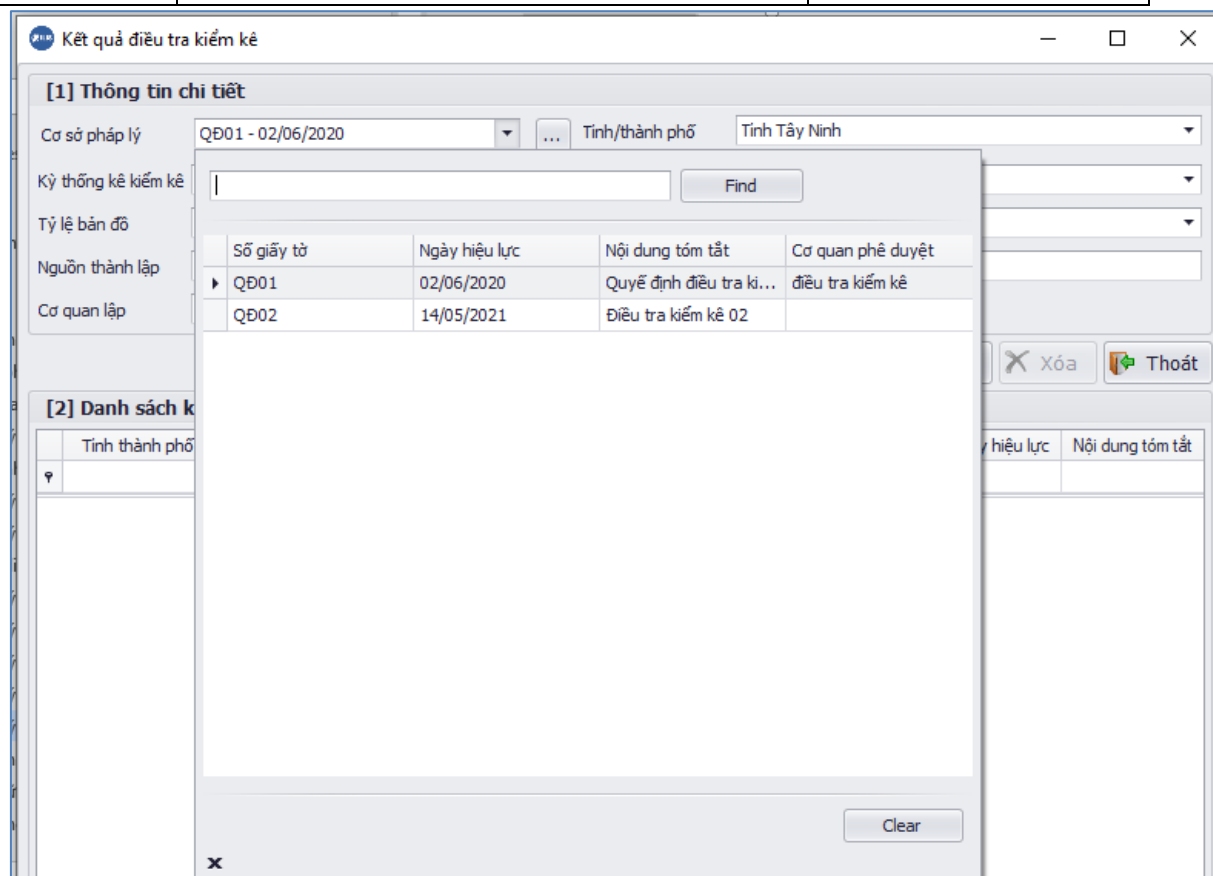 Kết quả điều tra kiểm kê
[1] Thông tin chi tiết
Cơ sở pháp lý QĐ01 - 02/06/2020 ... Tỉnh/thành phố Tỉnh Tây Ninh
Kỳ thống kê kiểm kê Find
Tỷ lệ bản đồ
Số giấy tờ Ngày hiệu lực Nội dung tóm tắt Cơ quan phê duyệt
Nguồn thành lập
QĐ01 02/06/2020 Quyết định điều tra ki... điều tra kiểm kê
Cơ quan lập
QĐ02 14/05/2021 Điều tra kiểm kê 02
Xóa Thoát
[2] Danh sách k
Tỉnh thành phố hiệu lực Nội dung tóm tắt
Clear
x